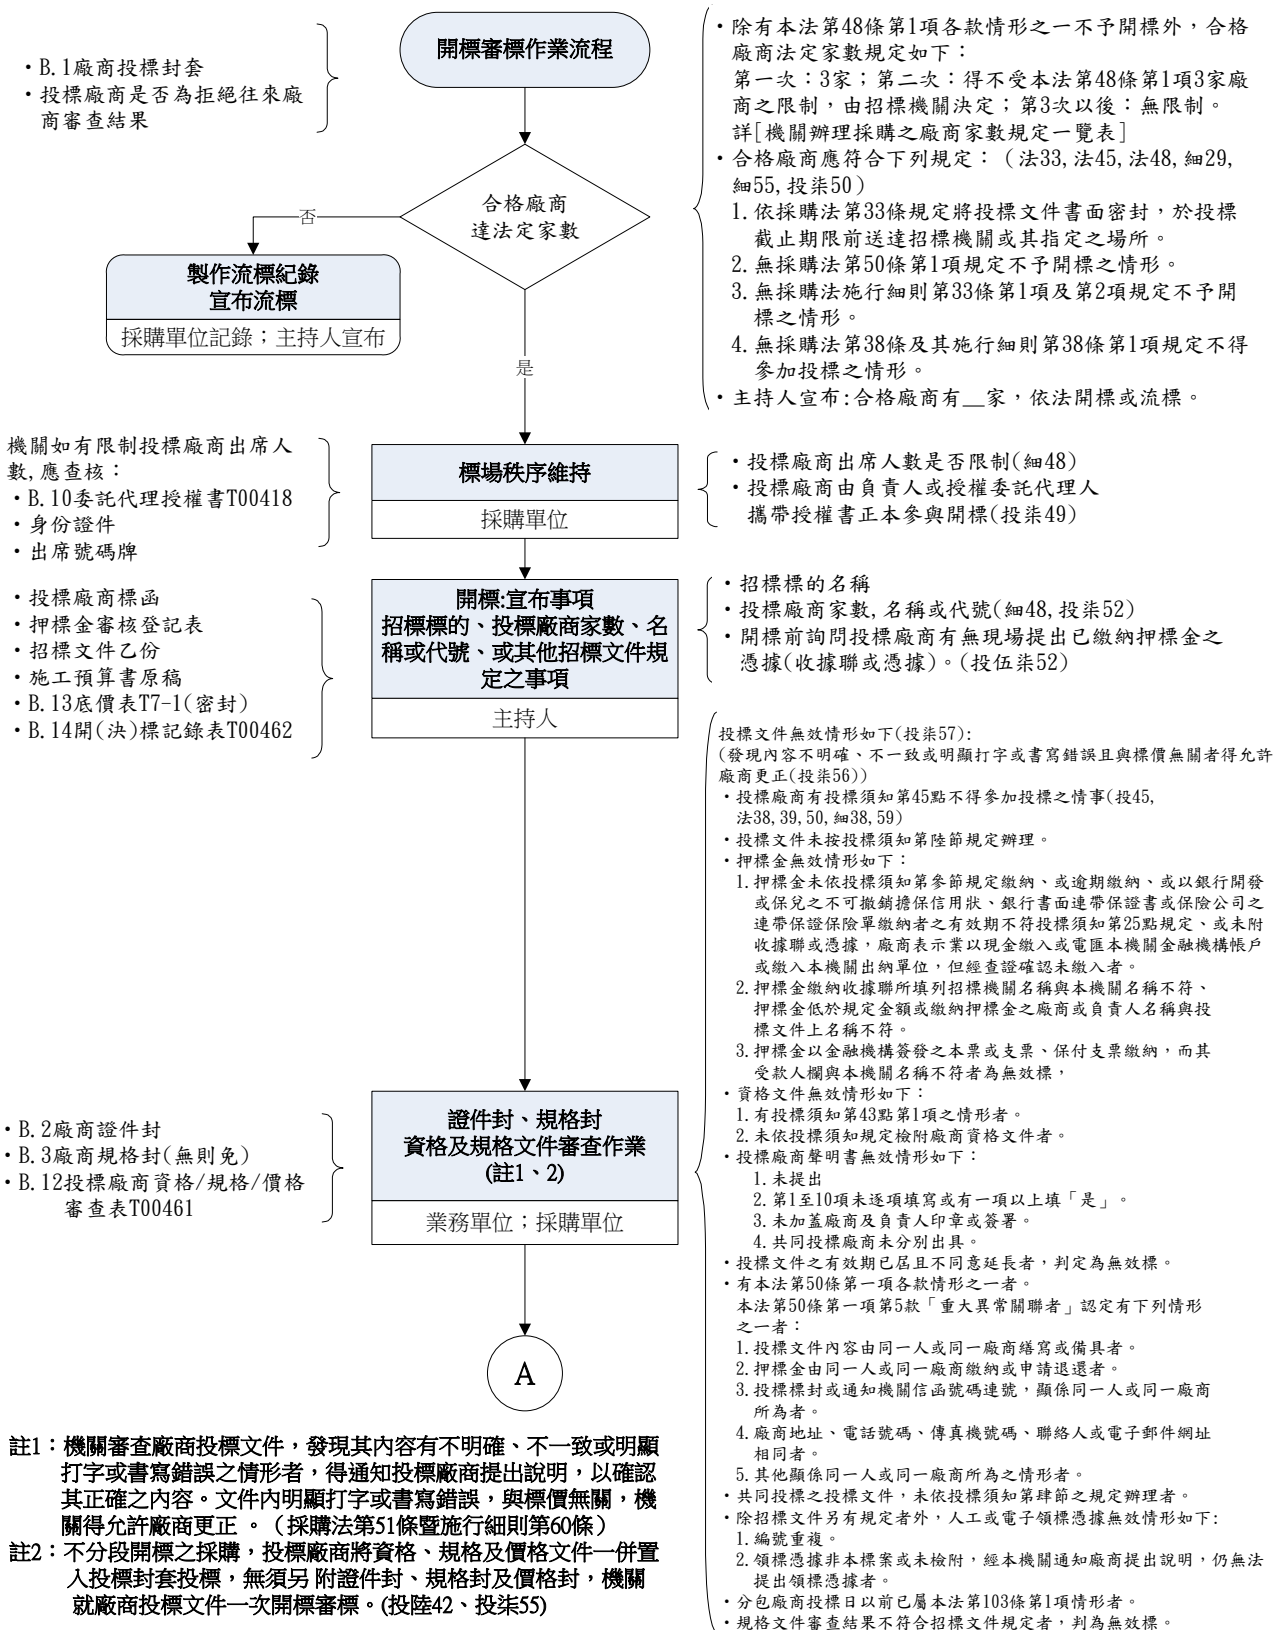 開標審標作業流程
・B.1廠商投標封套
・投標廠商是否為拒絕往來廠
商審查結果
・除有本法第48條第1項各款情形之一不予開標外，合格
廠商法定家數規定如下：
第一次：3家；第二次：得不受本法第48條第1項3家廠
商之限制，由招標機關決定；第3次以後：無限制。
詳[機關辦理採購之廠商家數規定一覽表]
・合格廠商應符合下列規定：（法33,法45,法48,細29,
細55,投柒50）
1.依採購法第33條規定將投標文件書面密封，於投標
截止期限前送達招標機關或其指定之場所。
2.無採購法第50條第1項規定不予開標之情形。
3.無採購法施行細則第33條第1項及第2項規定不予開
標之情形。
4.無採購法第38條及其施行細則第38條第1項規定不得
參加投標之情形。
・主持人宣布:合格廠商有__家，依法開標或流標。
合格廠商
達法定家數
否
製作流標紀錄
宣布流標
採購單位記錄；主持人宣布
是
機關如有限制投標廠商出席人
數,應查核：
・B.10委託代理授權書T00418
・身份證件
・出席號碼牌
標場秩序維持
採購單位
・投標廠商出席人數是否限制(細48)
・投標廠商由負責人或授權委託代理人
攜帶授權書正本參與開標(投柒49)
・投標廠商標函
・押標金審核登記表
・招標文件乙份
・施工預算書原稿
・B.13底價表T7-1(密封)
・B.14開(決)標記錄表T00462
開標:宣布事項
招標標的、投標廠商家數、名
稱或代號、或其他招標文件規
定之事項
主持人
・招標標的名稱
・投標廠商家數,名稱或代號(細48,投柒52)
・開標前詢問投標廠商有無現場提出已繳納押標金之
憑據(收據聯或憑據)。(投伍柒52)
投標文件無效情形如下(投柒57):
(發現內容不明確、不一致或明顯打字或書寫錯誤且與標價無關者得允許
廠商更正(投柒56))
・投標廠商有投標須知第45點不得參加投標之情事(投45,
法38,39,50,細38,59)
・投標文件未按投標須知第陸節規定辦理。
・押標金無效情形如下：
1.押標金未依投標須知第參節規定繳納、或逾期繳納、或以銀行開發
或保兌之不可撤銷擔保信用狀、銀行書面連帶保證書或保險公司之
連帶保證保險單繳納者之有效期不符投標須知第25點規定、或未附
收據聯或憑據，廠商表示業以現金繳入或電匯本機關金融機構帳戶
或繳入本機關出納單位，但經查證確認未繳入者。
2.押標金繳納收據聯所填列招標機關名稱與本機關名稱不符、
押標金低於規定金額或繳納押標金之廠商或負責人名稱與投
標文件上名稱不符。
3.押標金以金融機構簽發之本票或支票、保付支票繳納，而其
受款人欄與本機關名稱不符者為無效標，
・資格文件無效情形如下：
1.有投標須知第43點第1項之情形者。
2.未依投標須知規定檢附廠商資格文件者。
・投標廠商聲明書無效情形如下：
1.未提出
2.第1至10項未逐項填寫或有一項以上填「是」。
3.未加蓋廠商及負責人印章或簽署。
4.共同投標廠商未分別出具。
・投標文件之有效期已屆且不同意延長者，判定為無效標。
・有本法第50條第一項各款情形之一者。
本法第50條第一項第5款「重大異常關聯者」認定有下列情形
之一者：
1.投標文件內容由同一人或同一廠商繕寫或備具者。
2.押標金由同一人或同一廠商繳納或申請退還者。
3.投標標封或通知機關信函號碼連號，顯係同一人或同一廠商
所為者。
4.廠商地址、電話號碼、傳真機號碼、聯絡人或電子郵件網址
相同者。
5.其他顯係同一人或同一廠商所為之情形者。
・共同投標之投標文件，未依投標須知第肆節之規定辦理者。
・除招標文件另有規定者外，人工或電子領標憑據無效情形如下:
1.編號重複。
2.領標憑據非本標案或未檢附，經本機關通知廠商提出說明，仍無法
提出領標憑據者。
・分包廠商投標日以前已屬本法第103條第1項情形者。
・規格文件審查結果不符合招標文件規定者，判為無效標。
・B.2廠商證件封
・B.3廠商規格封(無則免)
・B.12投標廠商資格/規格/價格
審查表T00461
證件封、規格封
資格及規格文件審查作業
(註1、2)
業務單位；採購單位
A
註1：機關審查廠商投標文件，發現其內容有不明確、不一致或明顯
打字或書寫錯誤之情形者，得通知投標廠商提出說明，以確認
其正確之內容。文件內明顯打字或書寫錯誤，與標價無關，機
關得允許廠商更正 。（採購法第51條暨施行細則第60條）
註2：不分段開標之採購，投標廠商將資格、規格及價格文件一併置
入投標封套投標，無須另 附證件封、規格封及價格封，機關
就廠商投標文件一次開標審標。(投陸42、投柒55)